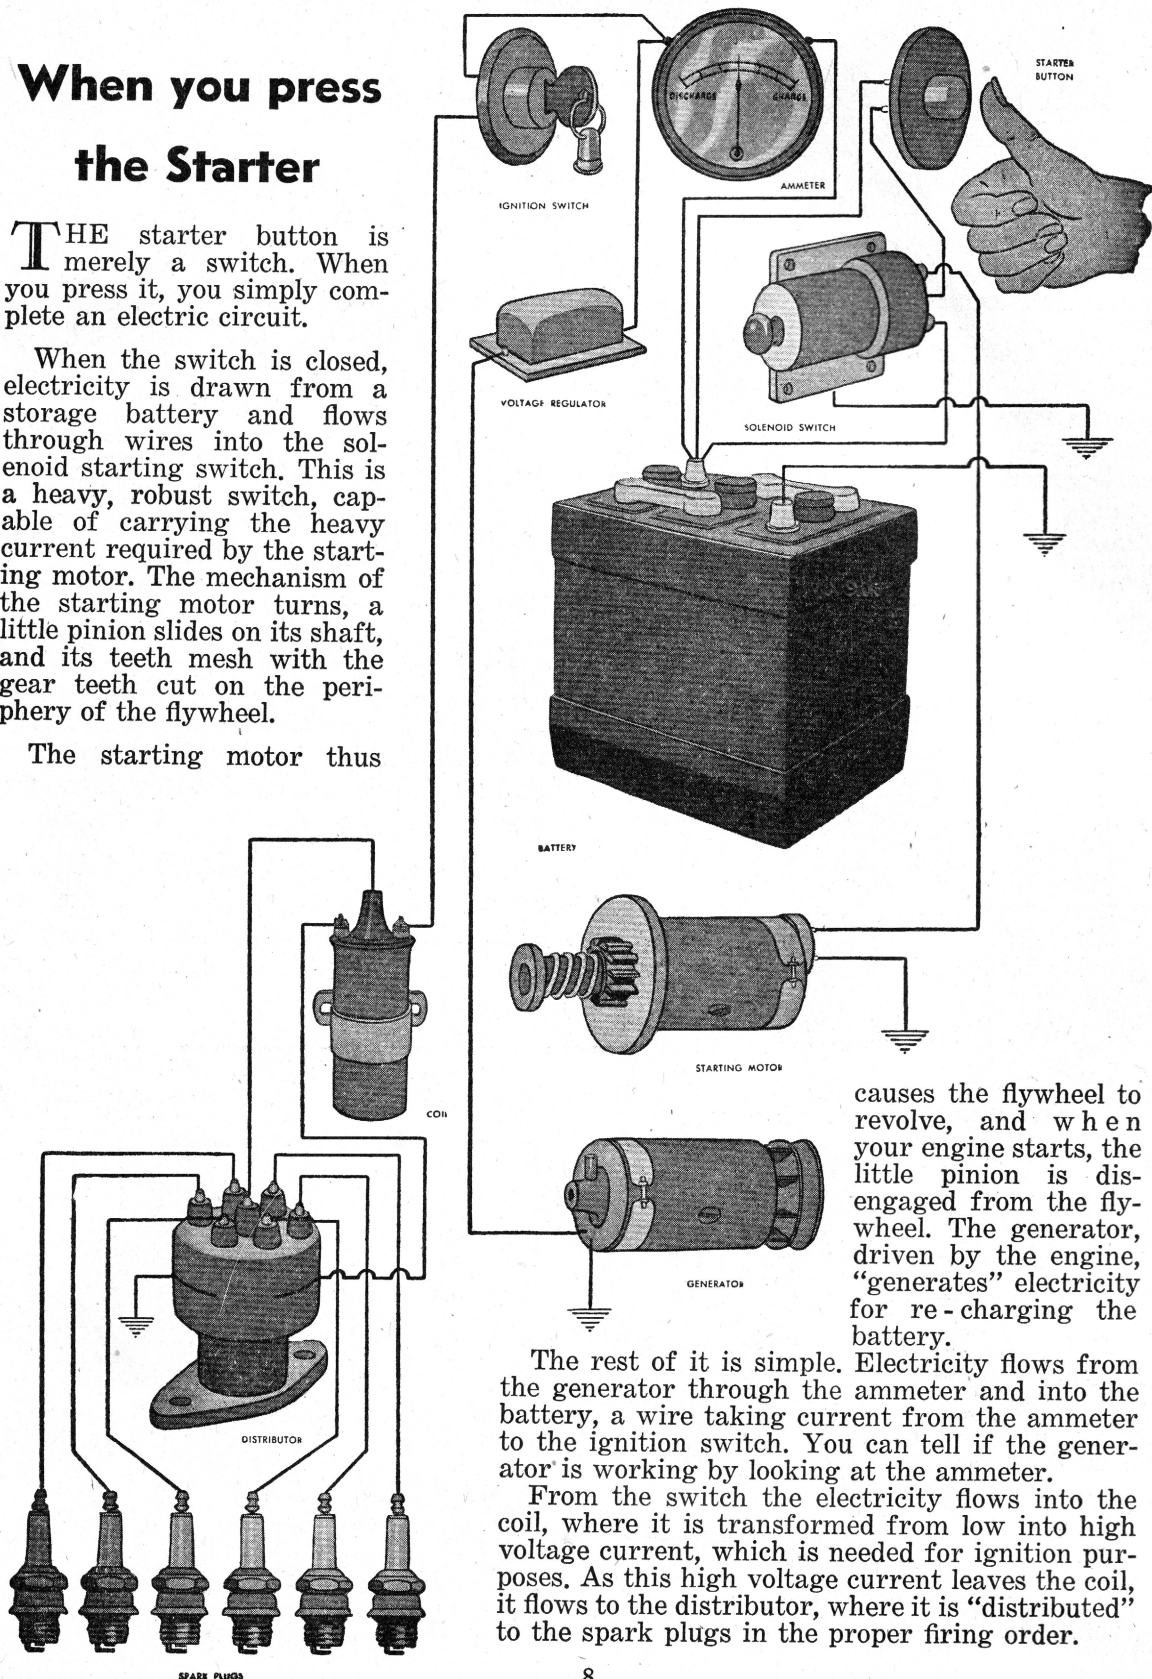 When you press
the Starter
THE starter button is
merely a switch. When
you press it, you simply com-
plete an electric circuit.
When the switch is closed,
electricity is drawn from a
storage battery and flows
through wires into the sol-
enoid starting switch. This is
a heavy, robust switch, cap-
able of carrying the heavy
current required by the start-
ing motor. The mechanism of
the starting motor turns, a
little pinion slides on its shaft,
and its teeth mesh with the
gear teeth cut on the peri-
phery of the flywheel.
The starting motor thus
IGNITION SWITCH
DISCHARGE
CHARGE
AMMETER
STARTER
BUTTON
VOLTAGE REGULATOR
SOLENOID SWITCH
BATTERY
STARTING MOTOR
COIL
GENERATOR
DISTRIBUTOR
SPARK PLUGS
causes the flywheel to
revolve, and when
your engine starts, the
little pinion is dis-
engaged from the fly-
wheel. The generator,
driven by the engine,
“generates” electricity
for re-charging the
battery.
The rest of it is simple. Electricity flows from
the generator through the ammeter and into the
battery, a wire taking current from the ammeter
to the ignition switch. You can tell if the gener-
ator is working by looking at the ammeter.
From the switch the electricity flows into the
coil, where it is transformed from low into high
voltage current, which is needed for ignition pur-
poses. As this high voltage current leaves the coil,
it flows to the distributor, where it is “distributed”
to the spark plugs in the proper firing order.
8